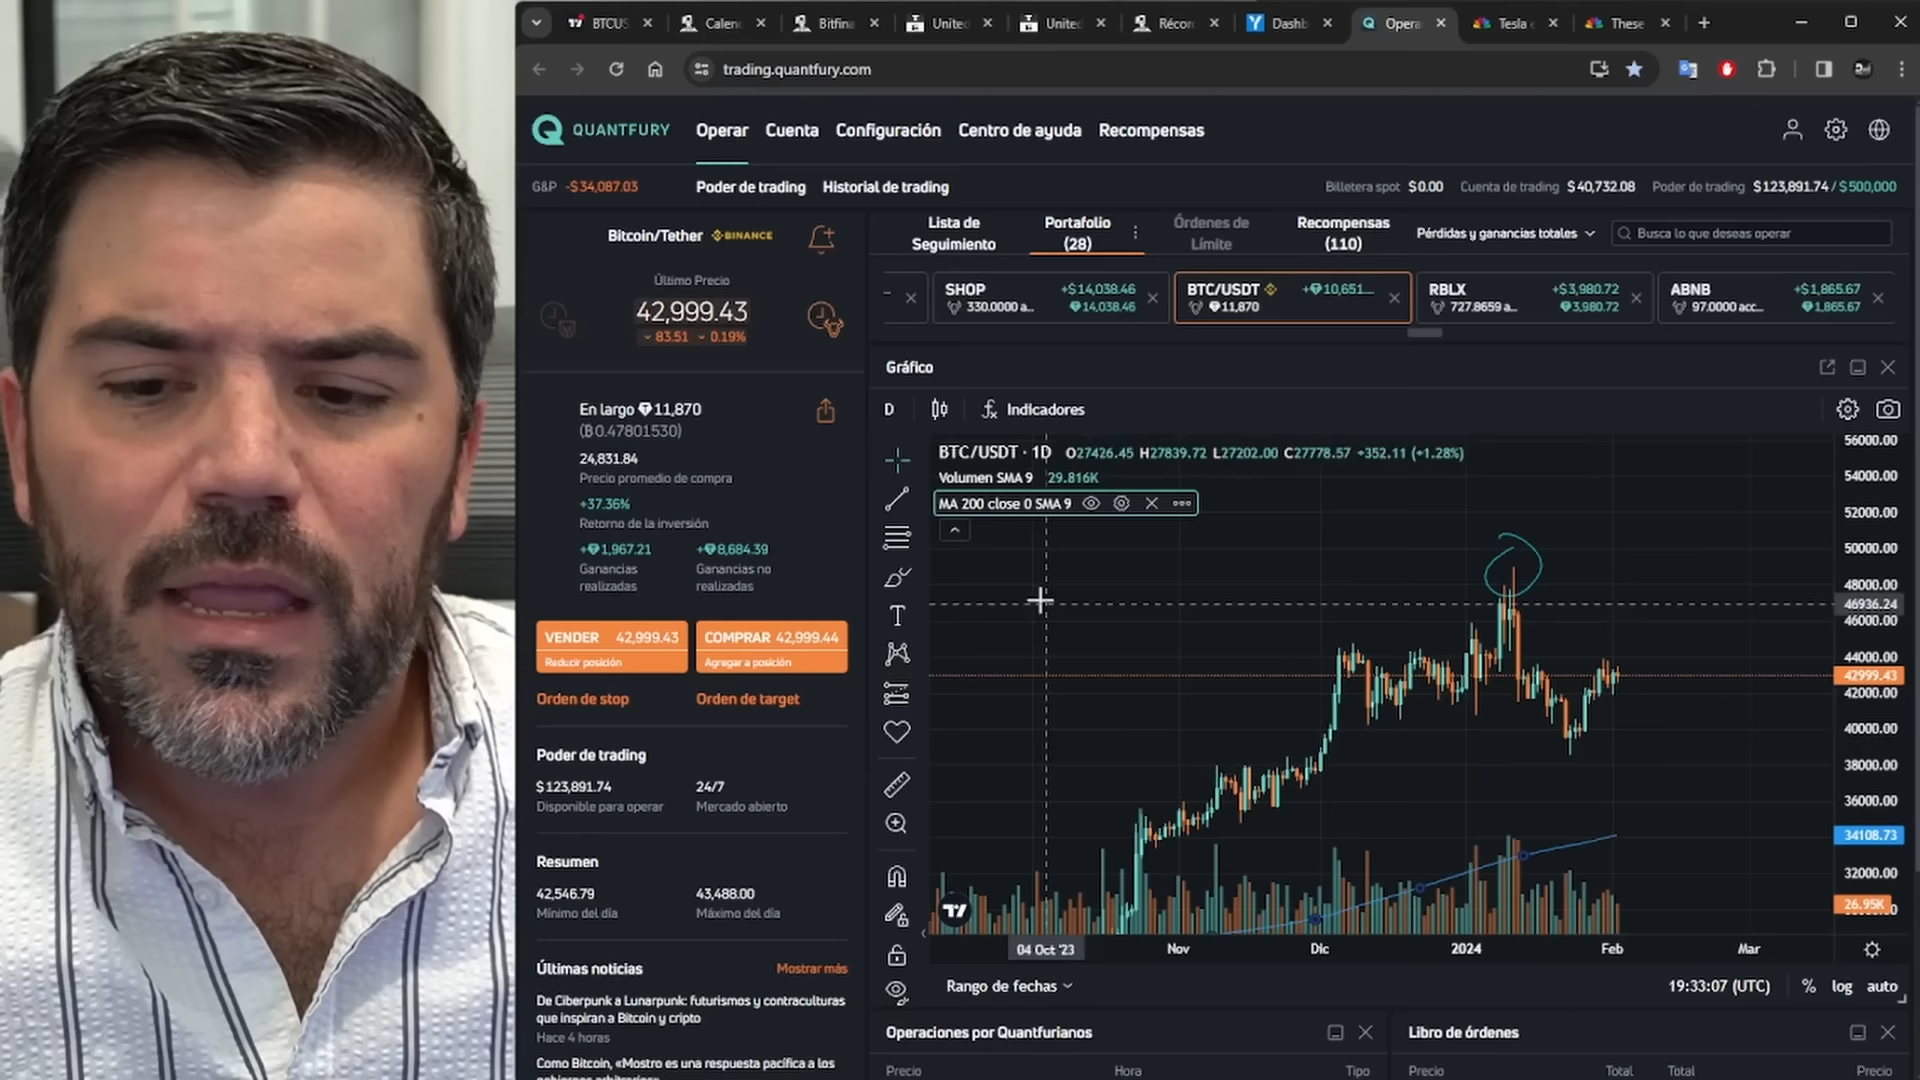 BTCUS
Calen
Bitfina
United
United
Récor
Dashb
Opera
Tesla
These
trading.quantfury.com
QUANTFURY
Operar
Cuenta
Configuración
Centro de ayuda
Recompensas
G&P -$34,087.03
Poder de trading
Historial de trading
Billetera spot $0.00
Cuenta de trading $40,732.08
Poder de trading $123,891.74 / $500,000
Bitcoin/Tether BINANCE
Último Precio
42,999.43
83.51 0.19%
Lista de
Seguimiento
Portafolio
(28)
Órdenes de
Límite
Recompensas
(110)
Pérdidas y ganancias totales
Busca lo que deseas operar
SHOP +$14,038.46
330.0000 a... 14,038.46
BTC/USDT +10,651...
11,870
RBLX +$3,980.72
727.8659 a... 3,980.72
ABNB +$1,865.67
97.0000 acc... 1,865.67
En largo 11,870
(₿0.47801530)
24,831.84
Precio promedio de compra
+37.36%
Retorno de la inversión
+1,967.21 +8,684.39
Ganancias Ganancias no
realizadas realizadas
VENDER 42,999.43
Reducir posición
COMPRAR 42,999.44
Agregar a posición
Orden de stop
Orden de target
Poder de trading
$123,891.74 24/7
Disponible para operar Mercado abierto
Resumen
42,546.79 43,488.00
Mínimo del día Máximo del día
Últimas noticias Mostrar más
De Ciberpunk a Lunarpunk: futurismos y contraculturas
que inspiran a Bitcoin y cripto
Hace 4 horas
Como Bitcoin, «Mostro es una respuesta pacífica a los
gobiernos arbitrarios»
Gráfico
D
Indicadores
BTC/USDT · 1D O27426.45 H27839.72 L27202.00 C27778.57 +352.11 (+1.28%)
Volumen SMA 9 29.816K
MA 200 close 0 SMA 9
56000.00
54000.00
52000.00
50000.00
48000.00
46936.24
46000.00
44000.00
42999.43
42000.00
40000.00
38000.00
36000.00
34108.73
32000.00
26.95K
04 Oct '23
Nov
Dic
2024
Feb
Mar
Rango de fechas
19:33:07 (UTC)
%
log
auto
Operaciones por Quantfurianos
Precio Hora Tipo
Libro de órdenes
Precio Total Total Precio